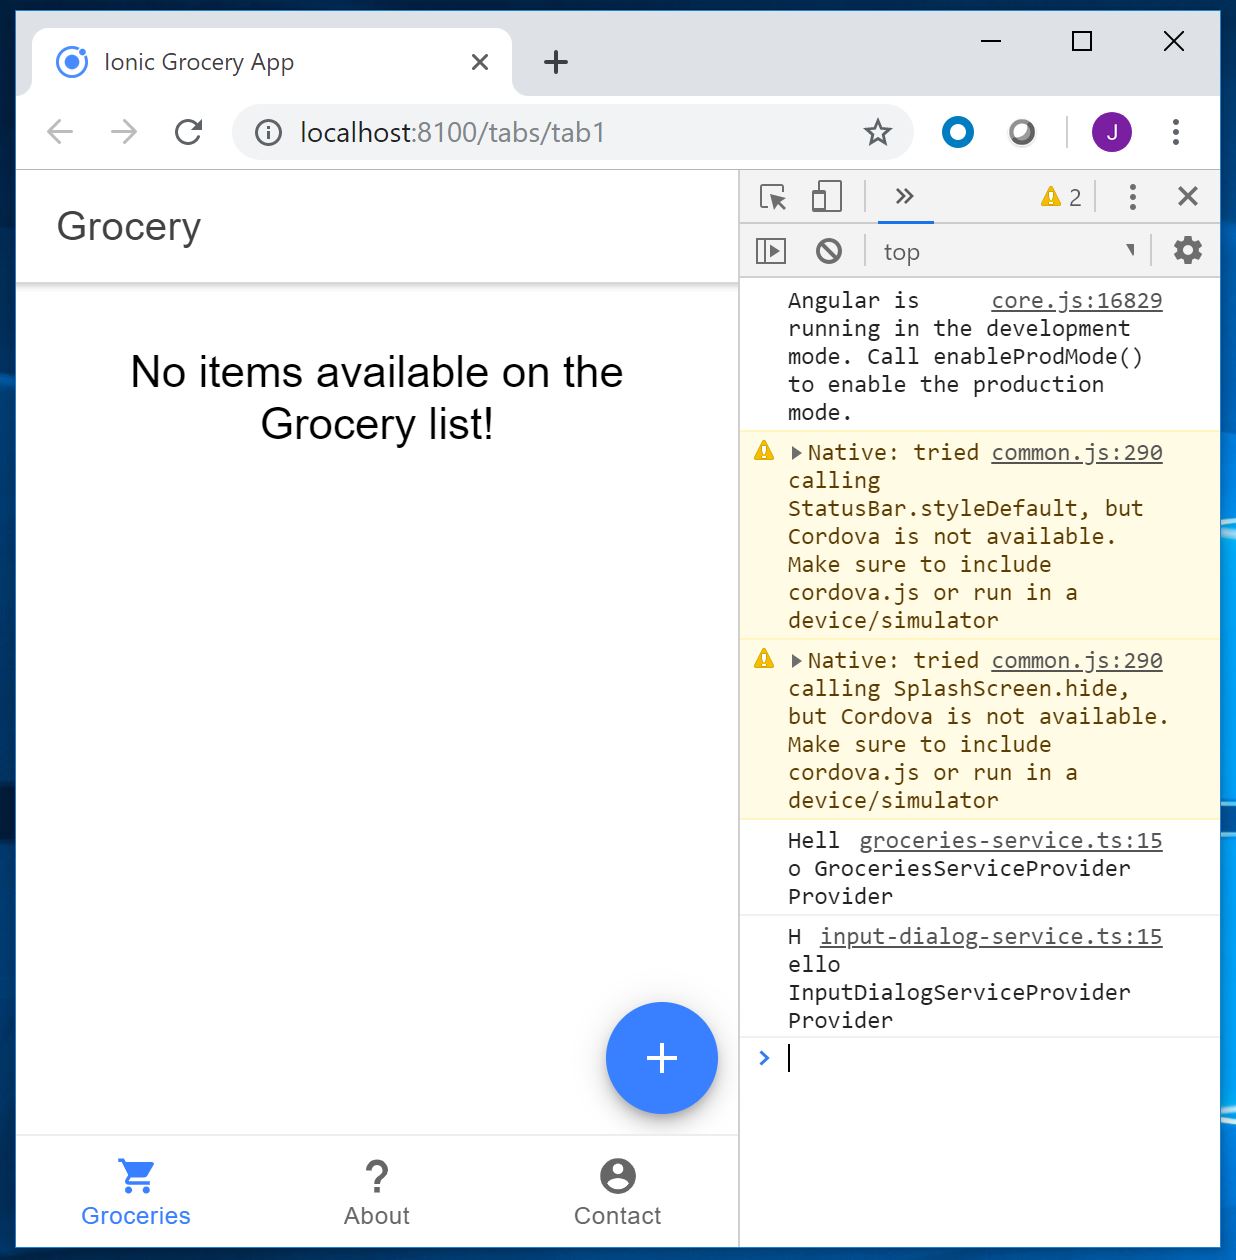 Ionic Grocery App
localhost:8100/tabs/tab1
J
Grocery
No items available on the
Grocery list!
Groceries
About
Contact
2
top
Angular is core.js:16829
running in the development
mode. Call enableProdMode()
to enable the production
mode.
Native: tried common.js:290
calling
StatusBar.styleDefault, but
Cordova is not available.
Make sure to include
cordova.js or run in a
device/simulator
Native: tried common.js:290
calling SplashScreen.hide,
but Cordova is not available.
Make sure to include
cordova.js or run in a
device/simulator
Hell groceries-service.ts:15
o GroceriesServiceProvider
Provider
H input-dialog-service.ts:15
ello
InputDialogServiceProvider
Provider